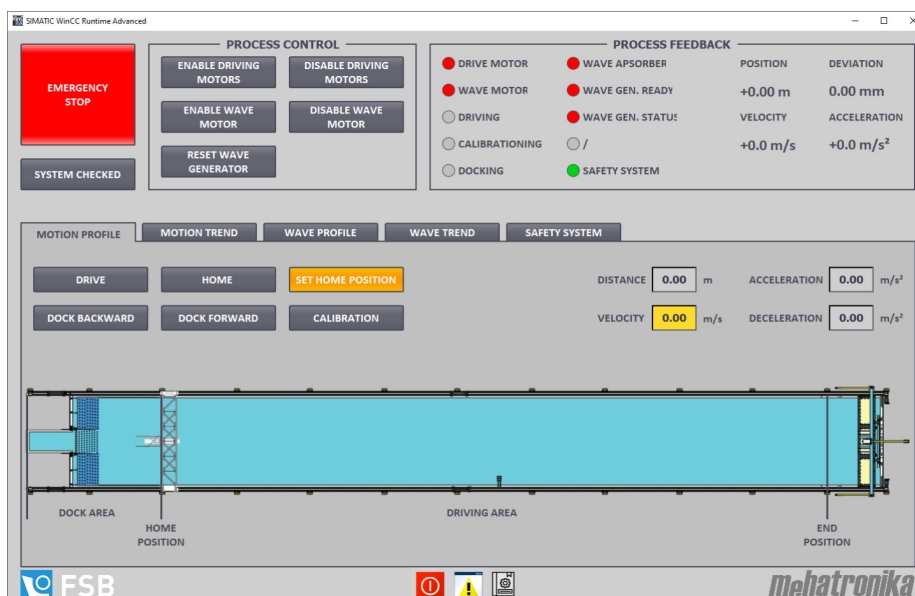 SIMATIC WinCC Runtime Advanced
EMERGENCY
STOP
SYSTEM CHECKED
PROCESS CONTROL
ENABLE DRIVING
MOTORS
DISABLE DRIVING
MOTORS
ENABLE WAVE
MOTOR
DISABLE WAVE
MOTOR
RESET WAVE
GENERATOR
PROCESS FEEDBACK
DRIVE MOTOR
WAVE MOTOR
DRIVING
CALIBRATIONING
DOCKING
WAVE APSORBER
WAVE GEN. READY
WAVE GEN. STATUS
/
SAFETY SYSTEM
POSITION
+0.00 m
VELOCITY
+0.0 m/s
DEVIATION
0.00 mm
ACCELERATION
+0.0 m/s²
MOTION PROFILE
MOTION TREND
WAVE PROFILE
WAVE TREND
SAFETY SYSTEM
DRIVE
HOME
SET HOME POSITION
DOCK BACKWARD
DOCK FORWARD
CALIBRATION
DISTANCE 0.00 m
ACCELERATION 0.00 m/s²
VELOCITY 0.00 m/s
DECELERATION 0.00 m/s²
DOCK AREA
HOME
POSITION
DRIVING AREA
END
POSITION
FSB
mehatronika